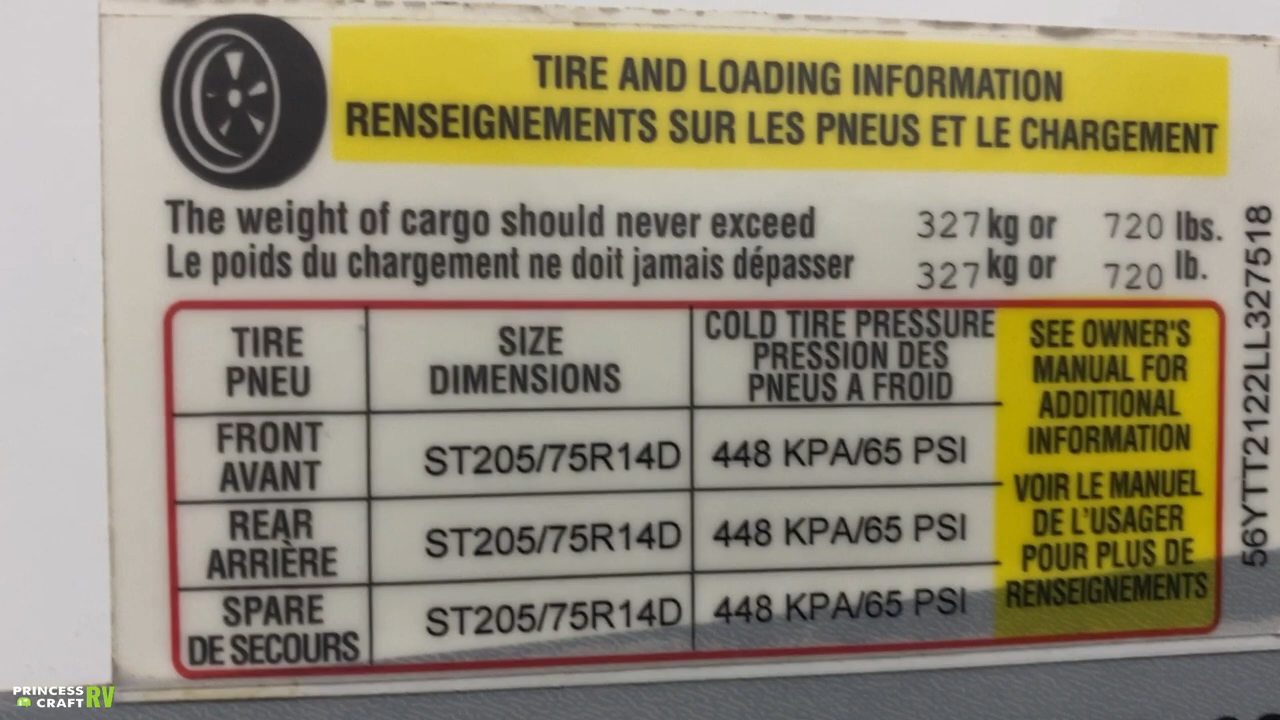 TIRE AND LOADING INFORMATION
RENSEIGNEMENTS SUR LES PNEUS ET LE CHARGEMENT
The weight of cargo should never exceed 327 kg or 720 lbs.
Le poids du chargement ne doit jamais dépasser 327 kg or 720 lb.
TIRE
PNEU
SIZE
DIMENSIONS
COLD TIRE PRESSURE
PRESSION DES
PNEUS A FROID
SEE OWNER'S
MANUAL FOR
ADDITIONAL
INFORMATION
VOIR LE MANUEL
DE L'USAGER
POUR PLUS DE
RENSEIGNEMENTS
FRONT
AVANT
ST205/75R14D
448 KPA/65 PSI
REAR
ARRIÈRE
ST205/75R14D
448 KPA/65 PSI
SPARE
DE SECOURS
ST205/75R14D
448 KPA/65 PSI
56YTT2122LL327518
PRINCESS
CRAFT RV